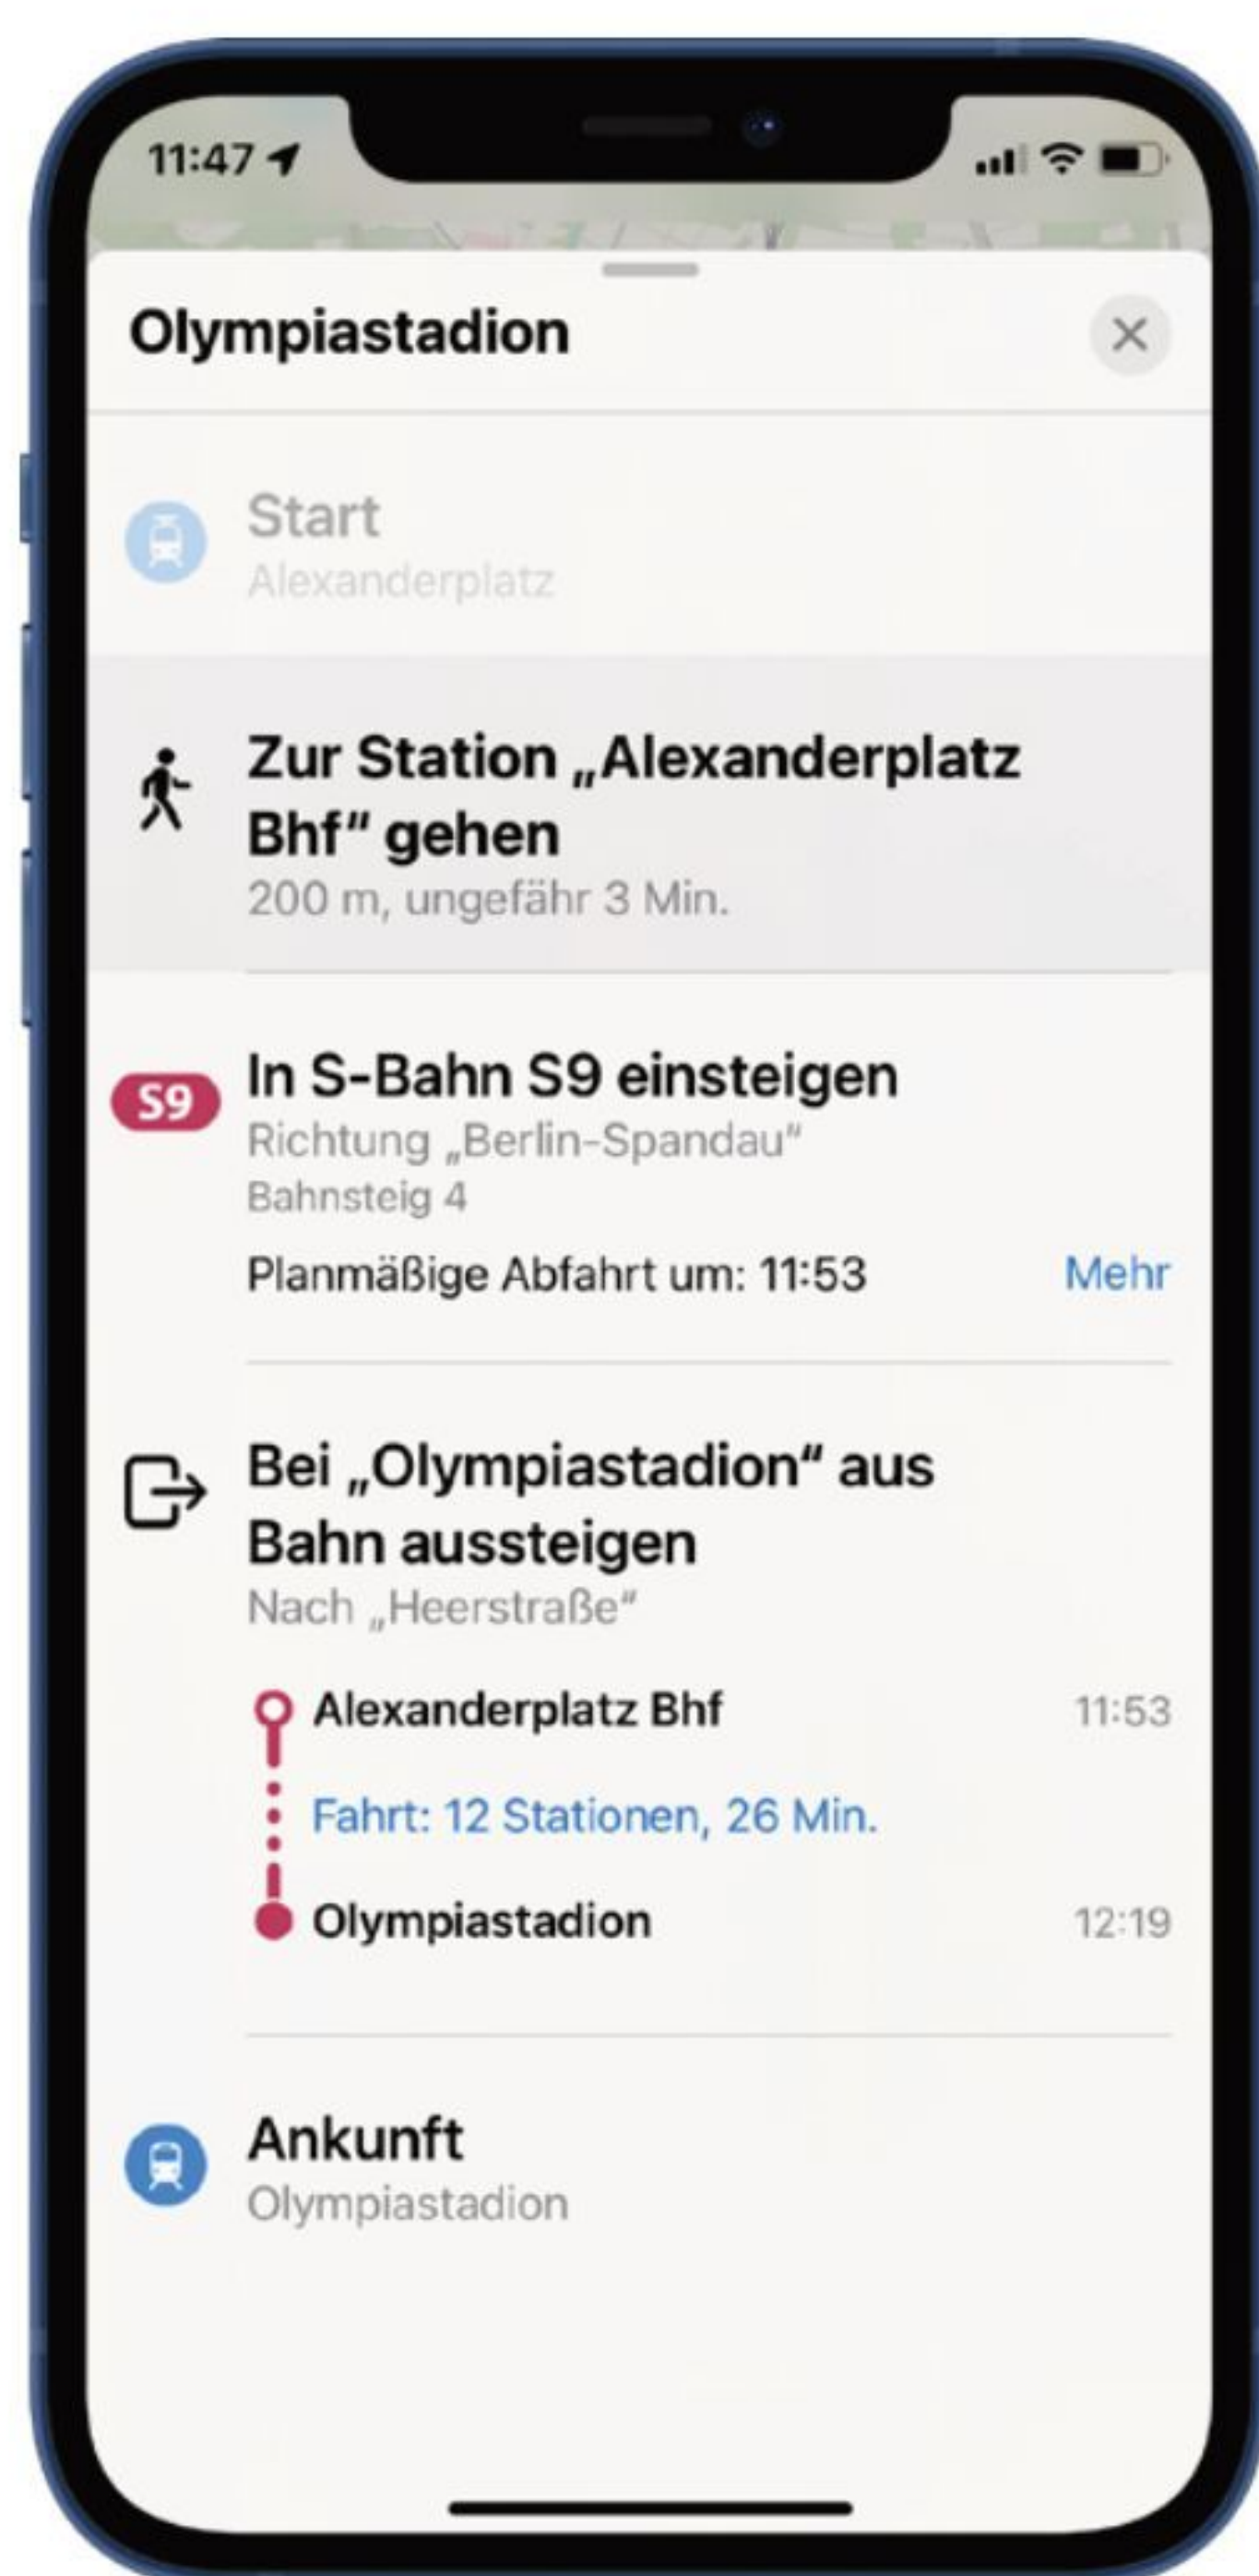 11:47
Olympiastadion
Start
Alexanderplatz
Zur Station „Alexanderplatz
Bhf“ gehen
200 m, ungefähr 3 Min.
S9
In S-Bahn S9 einsteigen
Richtung „Berlin-Spandau“
Bahnsteig 4
Planmäßige Abfahrt um: 11:53 Mehr
Bei „Olympiastadion“ aus
Bahn aussteigen
Nach „Heerstraße“
Alexanderplatz Bhf 11:53
Fahrt: 12 Stationen, 26 Min.
Olympiastadion 12:19
Ankunft
Olympiastadion